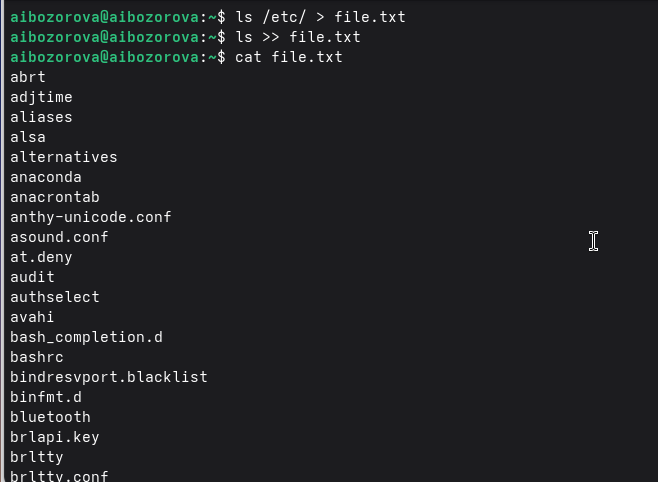 aibozorova@aibozorova:~$ ls /etc/ > file.txt
aibozorova@aibozorova:~$ ls >> file.txt
aibozorova@aibozorova:~$ cat file.txt
abrt
adjtime
aliases
alsa
alternatives
anaconda
anacrontab
anthy-unicode.conf
asound.conf
at.deny
audit
authselect
avahi
bash_completion.d
bashrc
bindresvport.blacklist
binfmt.d
bluetooth
brlapi.key
brltty
brltty.conf